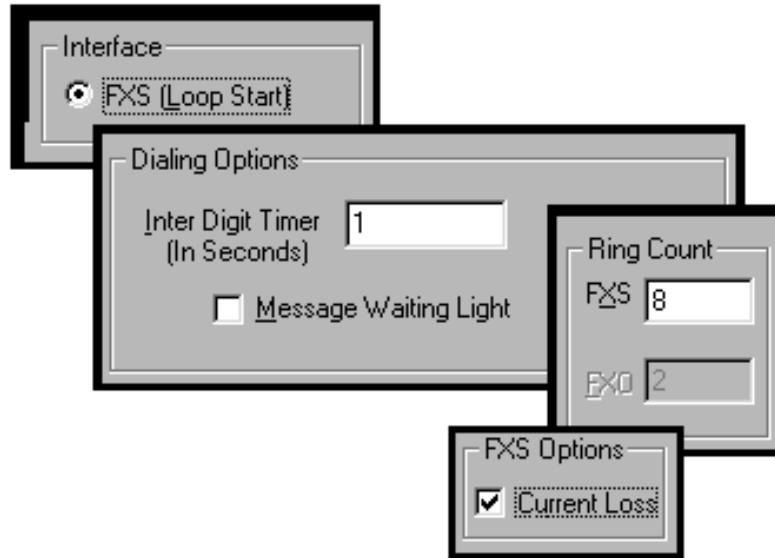 Interface
FXS (Loop Start)
Dialing Options
Inter Digit Timer
(In Seconds)
1
Message Waiting Light
Ring Count
FXS 8
FXO 2
FXS Options
Current Loss